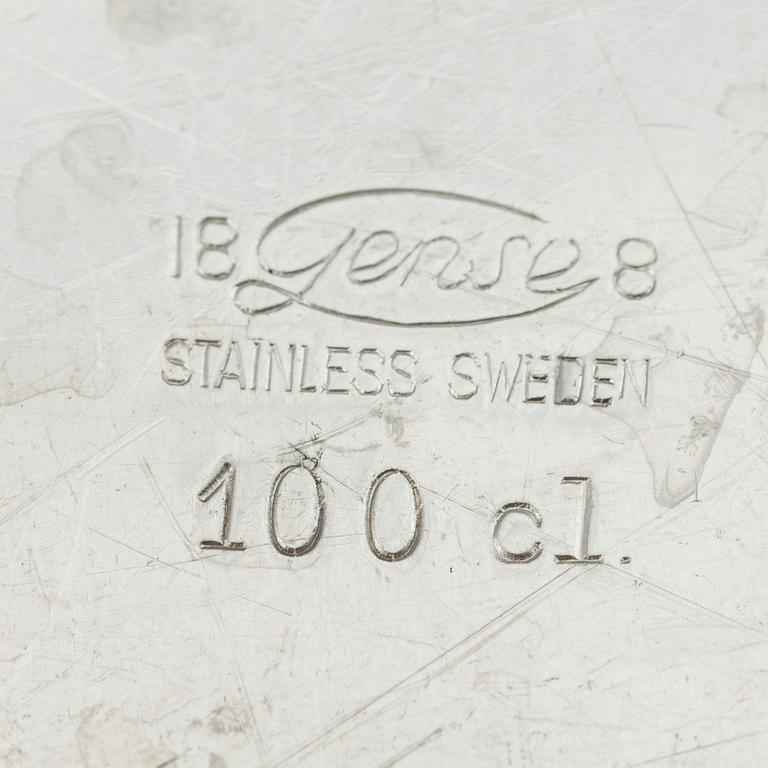 18 Gense 8
STAINLESS SWEDEN
100 cl.